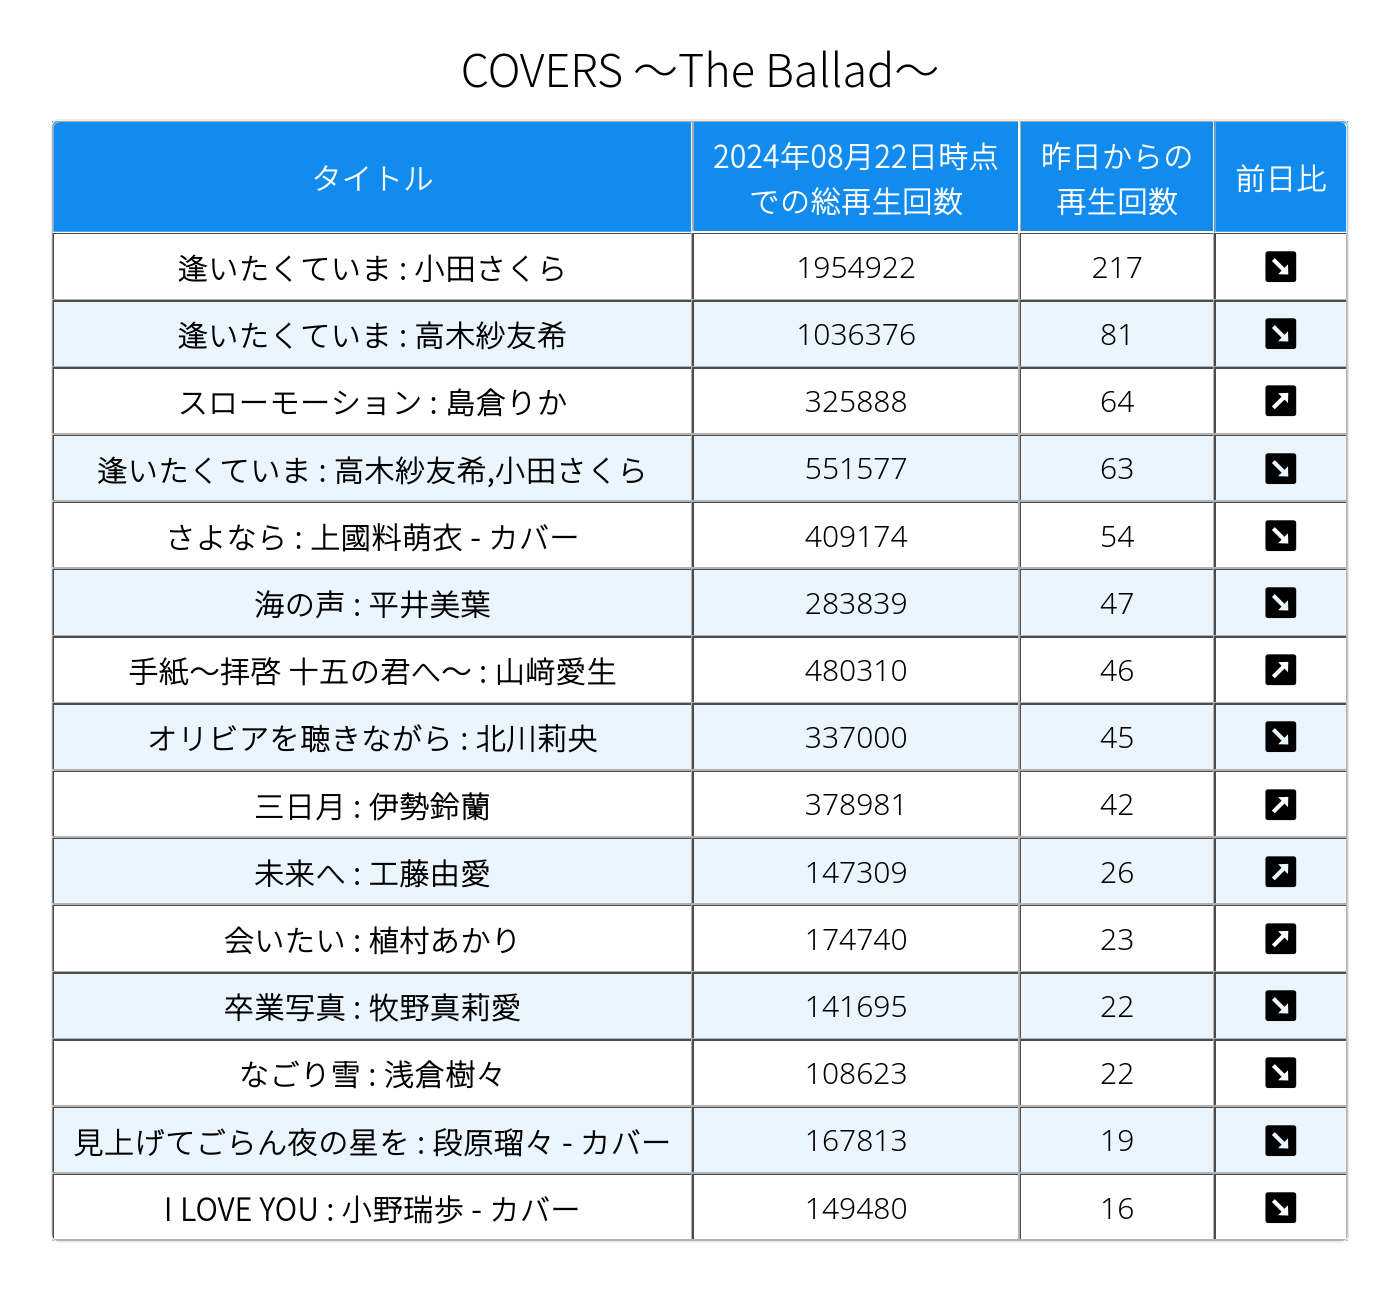 COVERS ～The Ballad～
タイトル 2024年08月22日時点での総再生回数 昨日からの再生回数 前日比
逢いたくていま : 小田さくら 1954922 217 ↘
逢いたくていま : 高木紗友希 1036376 81 ↘
スローモーション : 島倉りか 325888 64 ↗
逢いたくていま : 高木紗友希,小田さくら 551577 63 ↘
さよなら : 上國料萌衣 - カバー 409174 54 ↘
海の声 : 平井美葉 283839 47 ↘
手紙～拝啓 十五の君へ～ : 山﨑愛生 480310 46 ↗
オリビアを聴きながら : 北川莉央 337000 45 ↘
三日月 : 伊勢鈴蘭 378981 42 ↗
未来へ : 工藤由愛 147309 26 ↗
会いたい : 植村あかり 174740 23 ↗
卒業写真 : 牧野真莉愛 141695 22 ↘
なごり雪 : 浅倉樹々 108623 22 ↘
見上げてごらん夜の星を : 段原瑠々 - カバー 167813 19 ↘
I LOVE YOU : 小野瑞歩 - カバー 149480 16 ↘